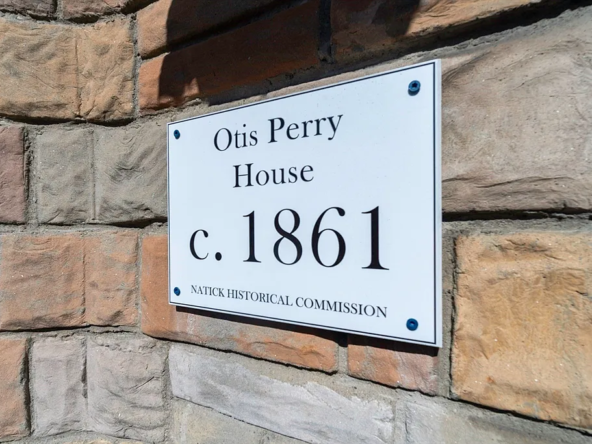 Otis Perry
House
c. 1861
NATICK HISTORICAL COMMISSION